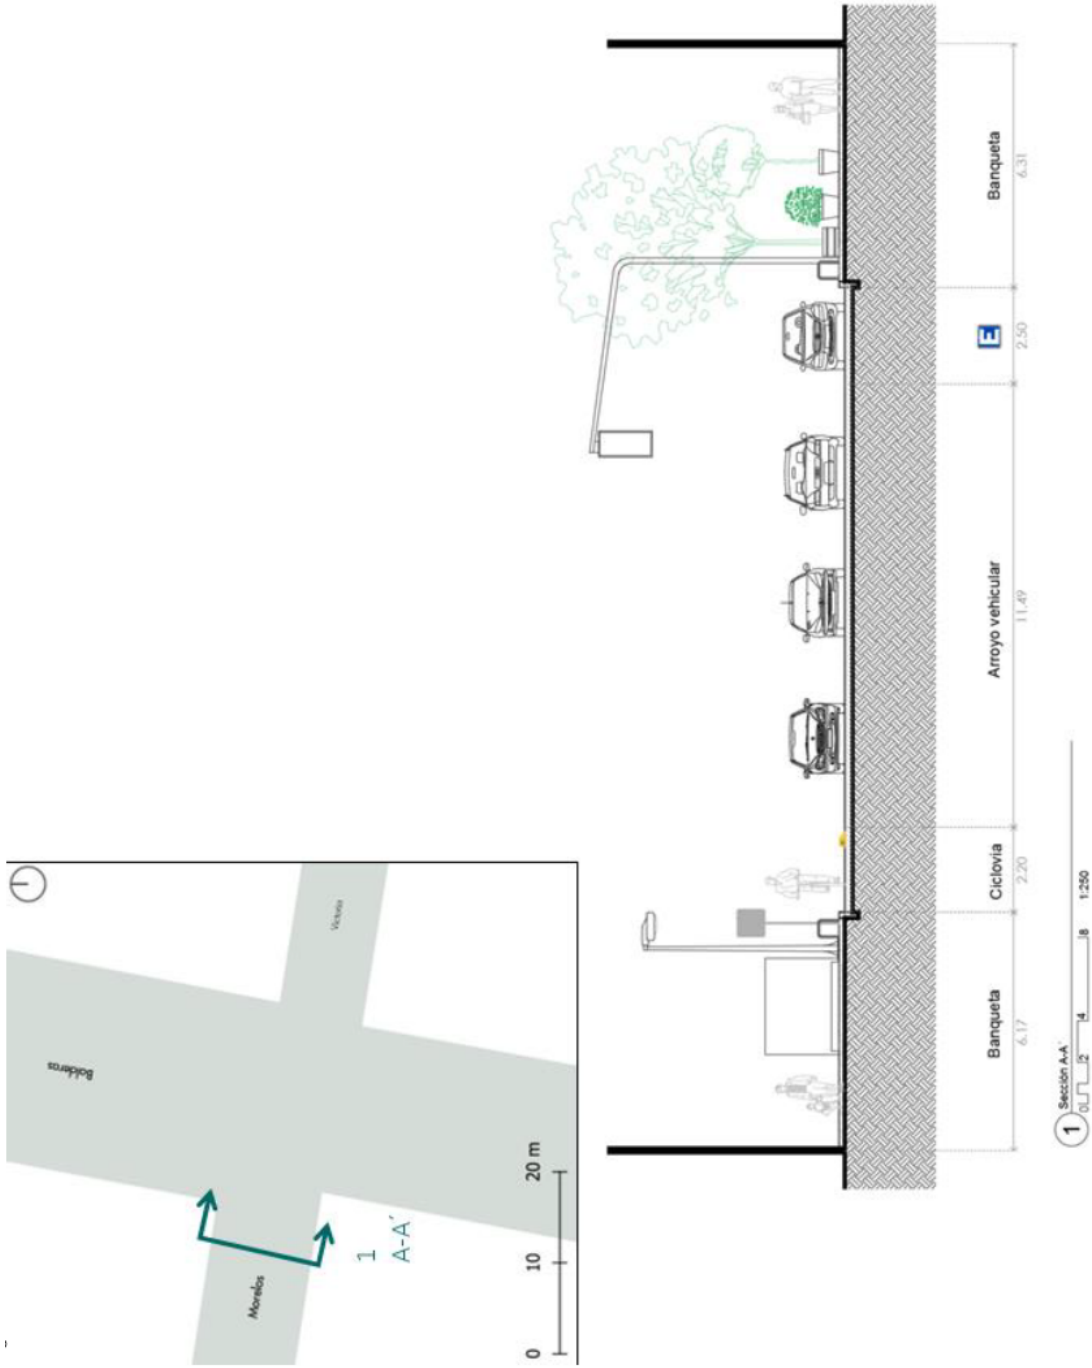 Balderas
Victoria
Morelos
1
A-A´
0 10 20 m
Banqueta
Ciclovia
Arroyo vehicular
E
Banqueta
6.17
2.20
11.49
2.50
6.31
1
Sección A-A´
0 2 4 8 1:250